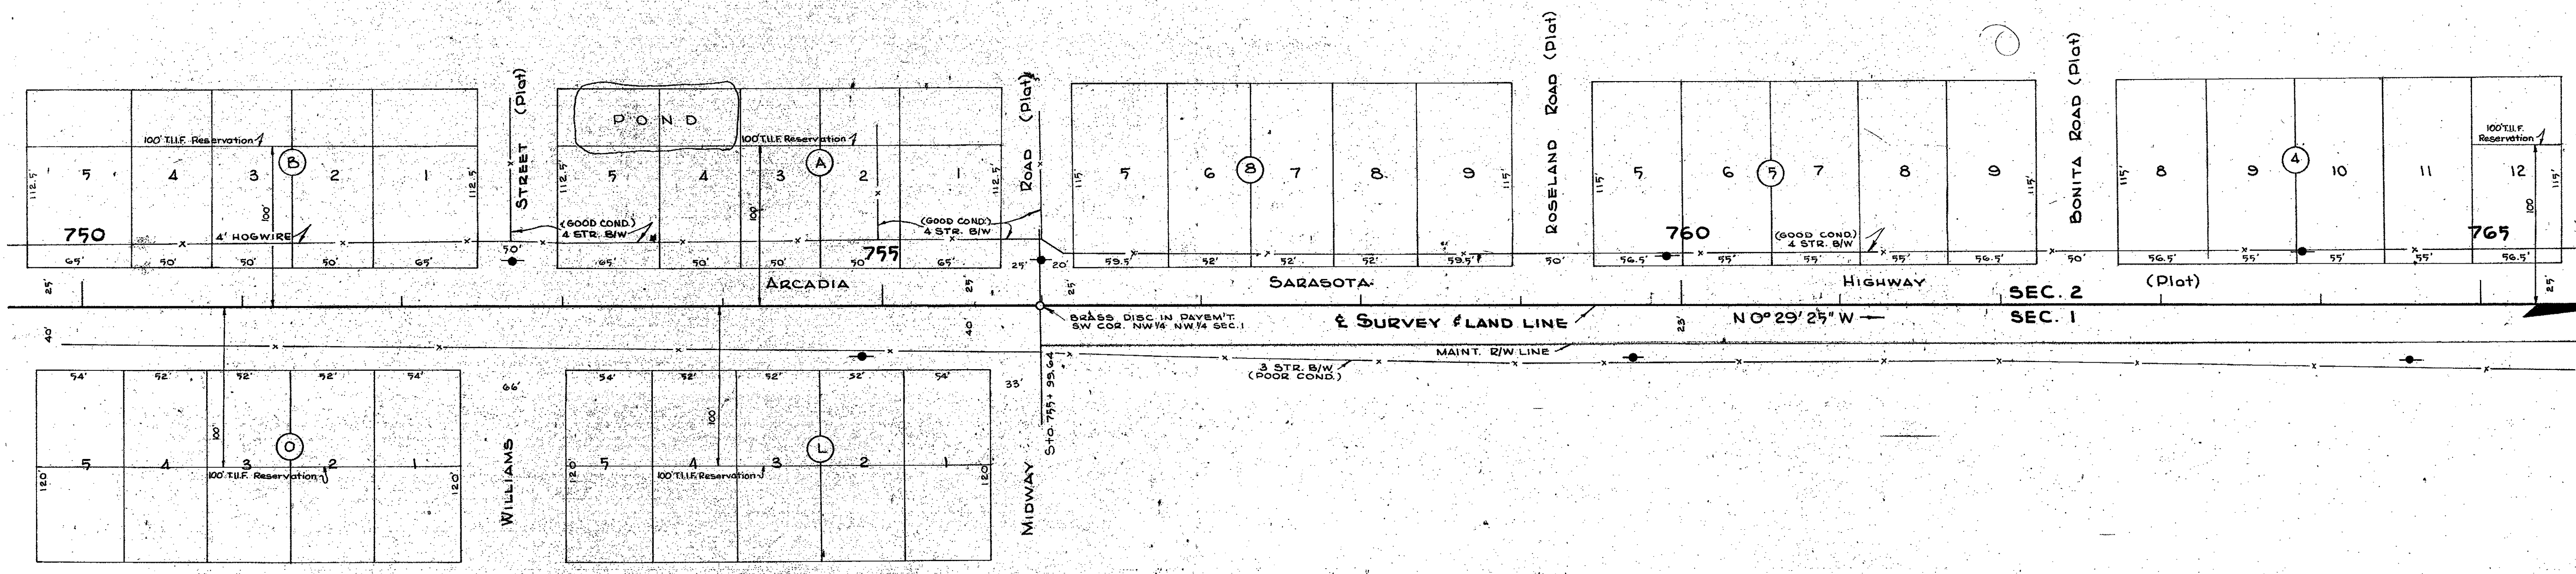 STREET (Plat)
ROAD (Plat)
ROSELAND ROAD (Plat)
BONITA ROAD (Plat)
100' T.I.I.F. Reservation
B
5 4 3 2 1
112.5' 112.5'
100'
750
4' HOGWIRE
65' 50' 50' 50' 65'
50'
POND
100' T.I.I.F. Reservation
A
5 4 3 2 1
112.5' 112.5'
100'
(GOOD COND.)
4 STR. B/W
(GOOD COND.)
4 STR. B/W
755
65' 50' 50' 50' 65'
25' 20'
8
5 6 7 8 9
115' 115'
59.5' 52' 52' 52' 59.5'
50'
5
5 6 7 8 9
115' 115'
760
(GOOD COND.)
4 STR. B/W
56.5' 55' 55' 55' 56.5'
50'
4
8 9 10 11 12
115' 115'
100' T.I.I.F.
Reservation
100
765
56.5' 55' 55' 55' 56.5'
25' ARCADIA 25' 25' SARASOTA HIGHWAY (Plat) 25'
SEC. 2
SEC. 1
BRASS DISC IN PAVEM'T.
SW COR. NW 1/4 NW 1/4 SEC. 1
℄ SURVEY & LAND LINE
23'
N 0° 29' 25" W
40' 40'
MAINT. R/W LINE
3 STR. B/W
(POOR COND.)
Sta. 755 + 99.64
54' 52' 52' 52' 54'
66'
54' 52' 52' 52' 54'
33'
100'
O
5 4 3 2 1
100' T.I.I.F. Reservation
120' 120'
WILLIAMS
100'
L
5 4 3 2 1
100' T.I.I.F. Reservation
120' 120'
MIDWAY